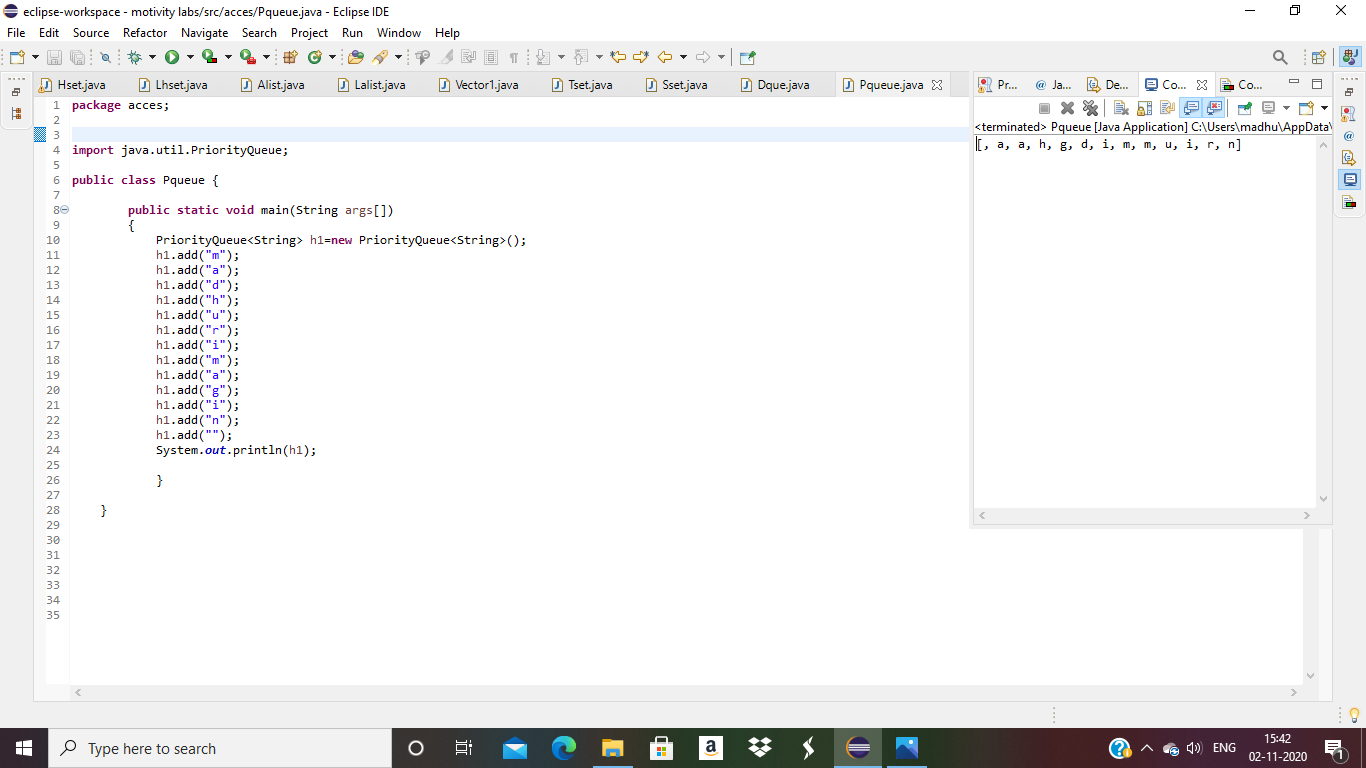 eclipse-workspace - motivity labs/src/acces/Pqueue.java - Eclipse IDE
File Edit Source Refactor Navigate Search Project Run Window Help
Hset.java Lhset.java Alist.java Lalist.java Vector1.java Tset.java Sset.java Dque.java Pqueue.java
1 package acces;
2
3
4 import java.util.PriorityQueue;
5
6 public class Pqueue {
7
8 public static void main(String args[])
9 {
10 PriorityQueue<String> h1=new PriorityQueue<String>();
11 h1.add("m");
12 h1.add("a");
13 h1.add("d");
14 h1.add("h");
15 h1.add("u");
16 h1.add("r");
17 h1.add("i");
18 h1.add("m");
19 h1.add("a");
20 h1.add("g");
21 h1.add("i");
22 h1.add("n");
23 h1.add("");
24 System.out.println(h1);
25
26 }
27
28 }
29
30
31
32
33
34
35
Pr... @ Ja... De... Co... Co...
<terminated> Pqueue [Java Application] C:\Users\madhu\AppData\
[, a, a, h, g, d, i, m, m, u, i, r, n]
Type here to search
ENG
15:42
02-11-2020
1